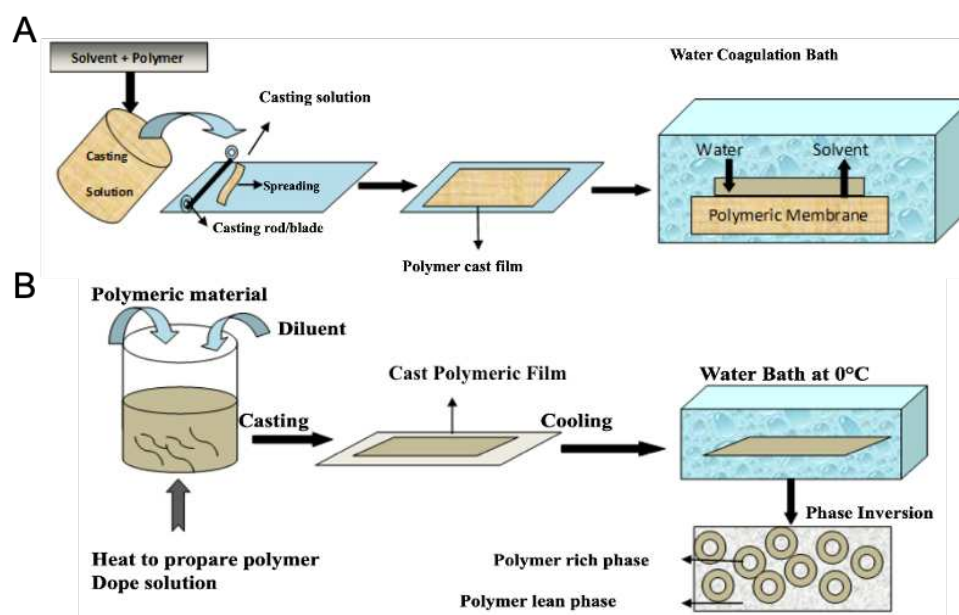 A
Solvent + Polymer
Water Coagulation Bath
Casting solution
Casting
Solution
Spreading
Casting rod/blade
Polymer cast film
Water
Solvent
Polymeric Membrane
B
Polymeric material
Diluent
Casting
Cast Polymeric Film
Cooling
Water Bath at 0°C
Phase Inversion
Heat to propare polymer
Dope solution
Polymer rich phase
Polymer lean phase